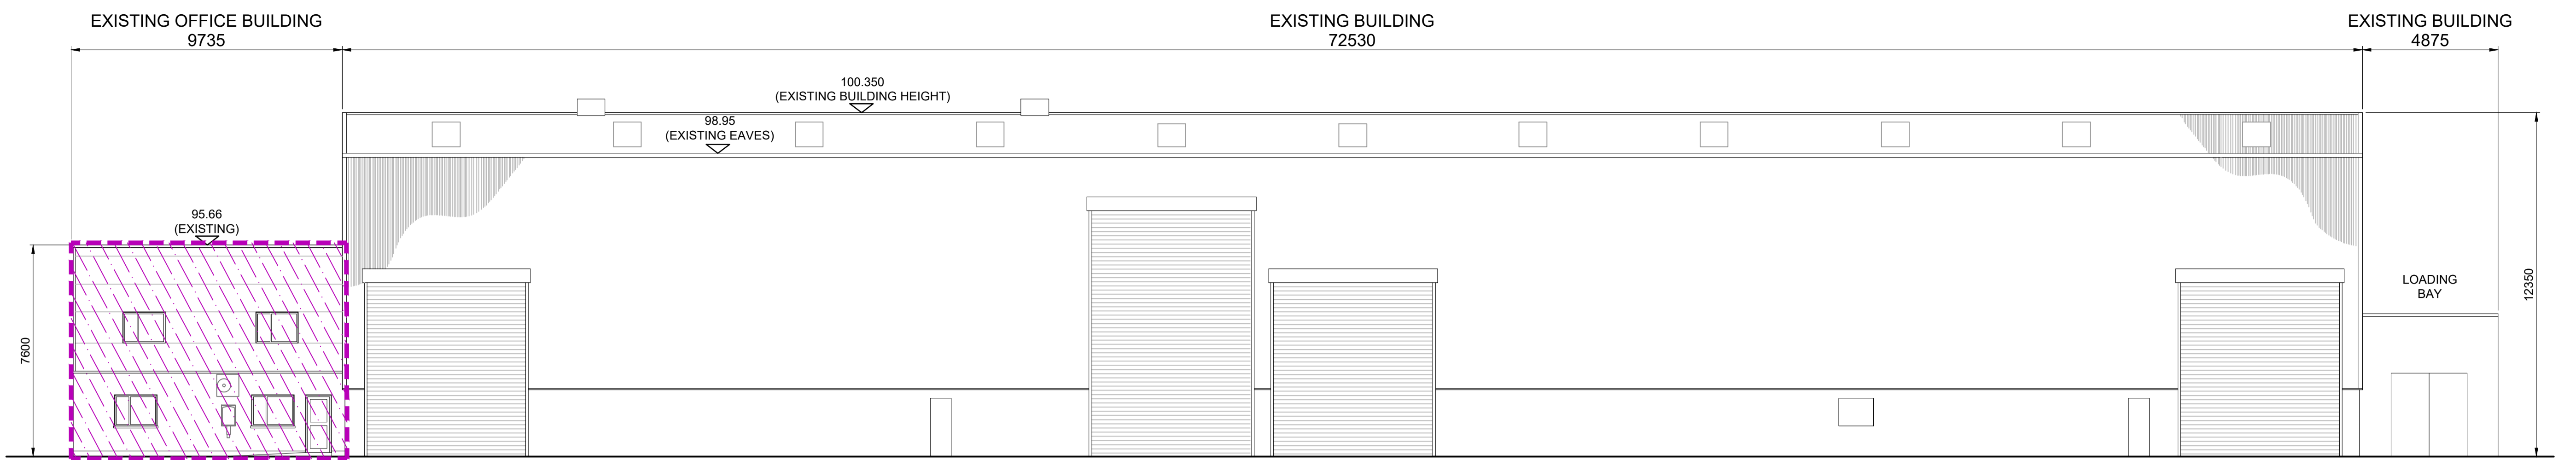 EXISTING OFFICE BUILDING
9735
EXISTING BUILDING
72530
EXISTING BUILDING
4875
100.350
(EXISTING BUILDING HEIGHT)
98.95
(EXISTING EAVES)
95.66
(EXISTING)
7600
LOADING
BAY
12350